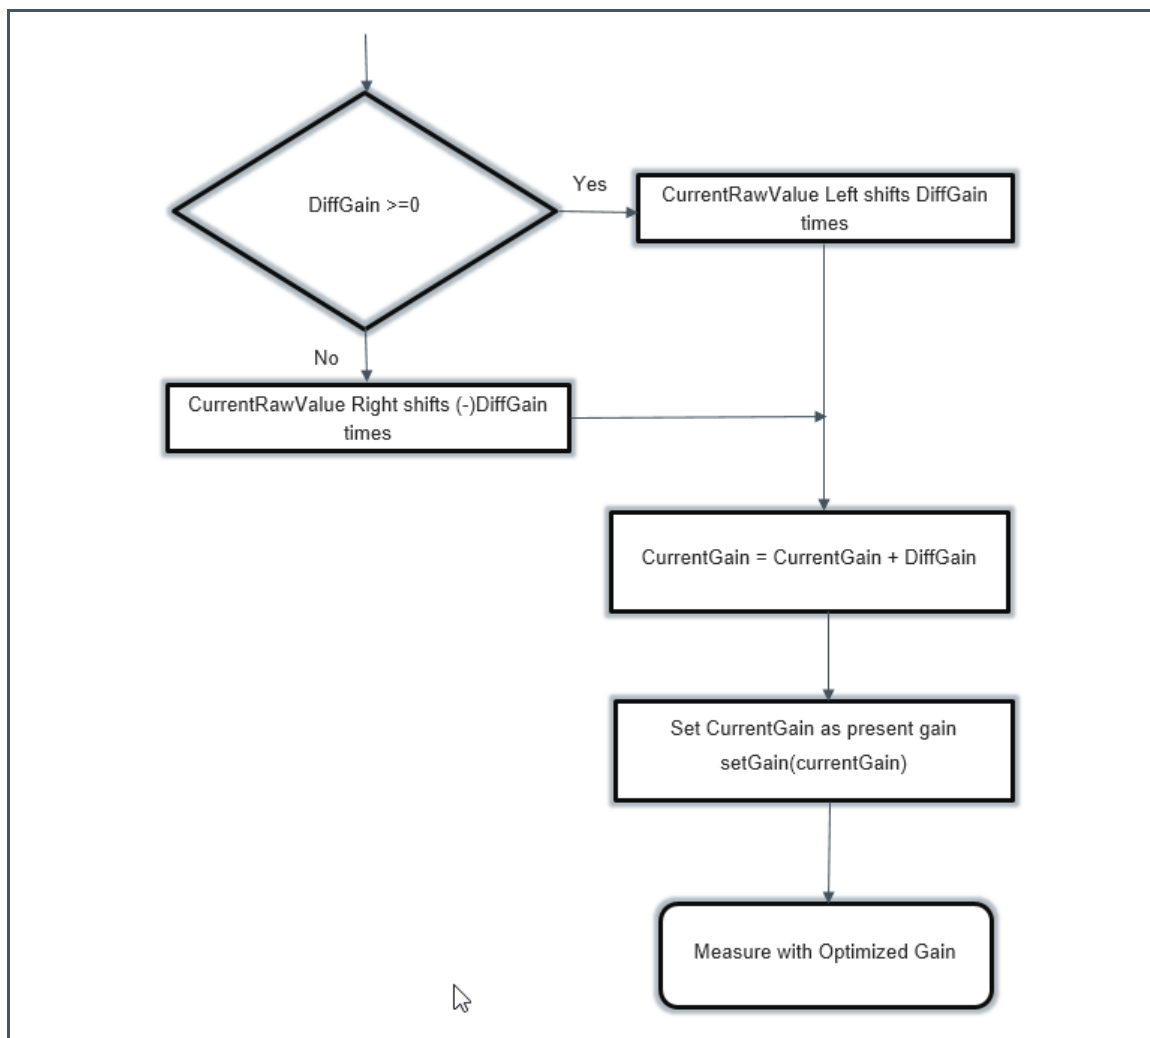 DiffGain >=0
Yes
CurrentRawValue Left shifts DiffGain
times
No
CurrentRawValue Right shifts (-)DiffGain
times
CurrentGain = CurrentGain + DiffGain
Set CurrentGain as present gain
setGain(currentGain)
Measure with Optimized Gain